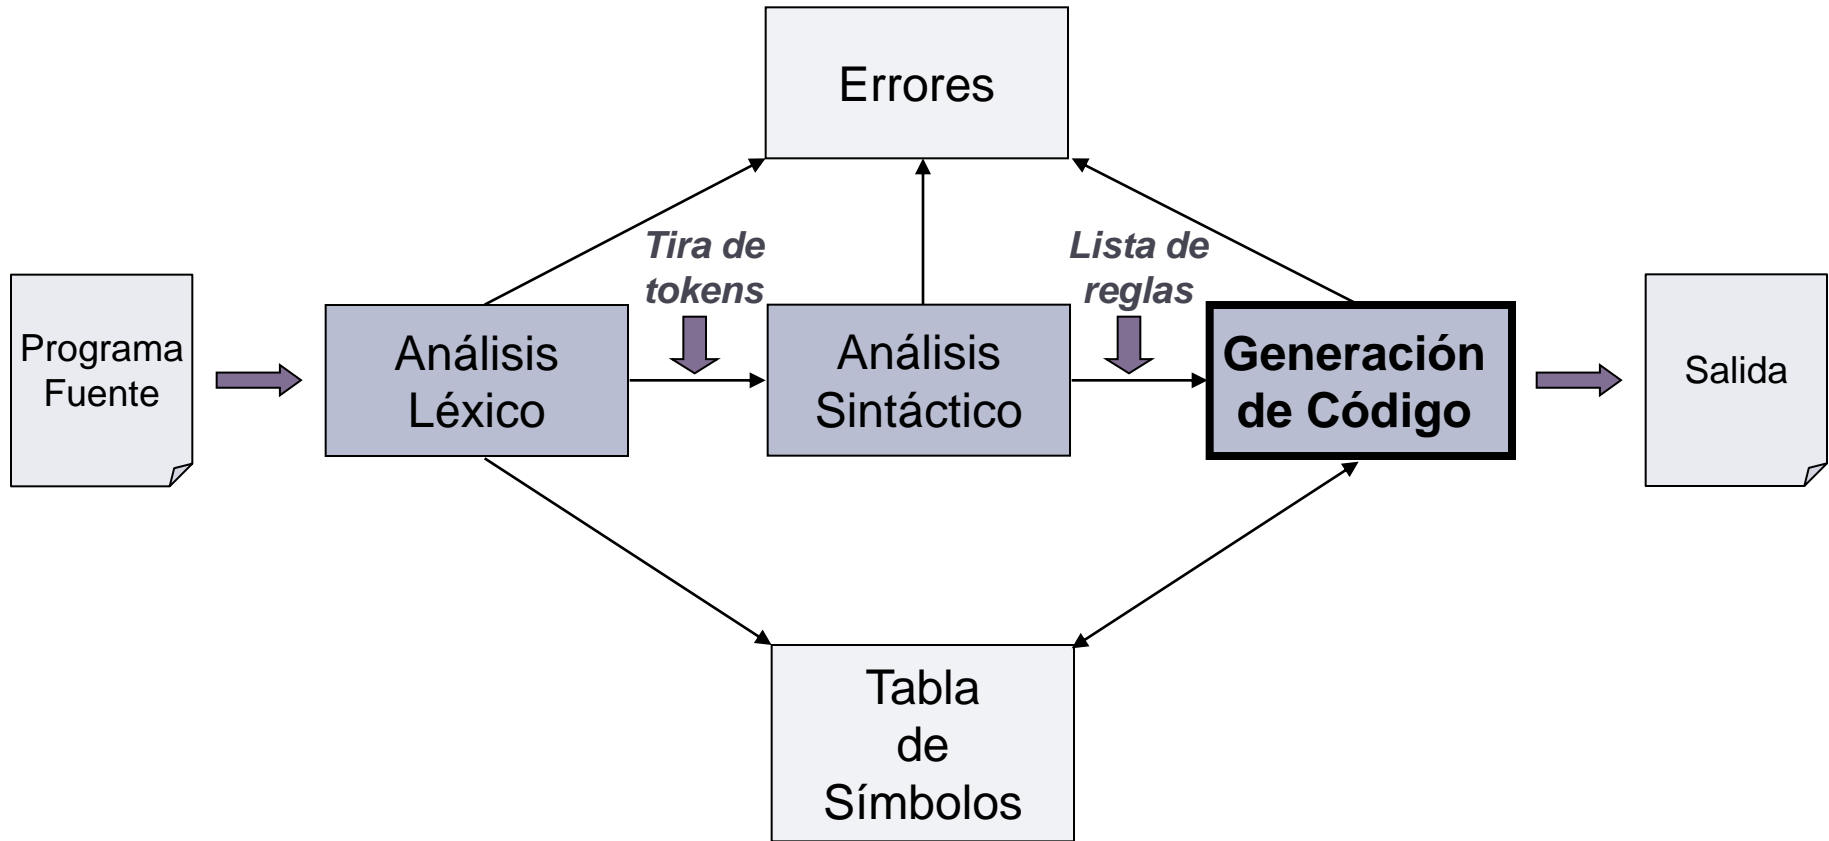 Errores
Tira de
tokens
Lista de
reglas
Programa
Fuente
Análisis
Léxico
Análisis
Sintáctico
Generación
de Código
Salida
Tabla
de
Símbolos